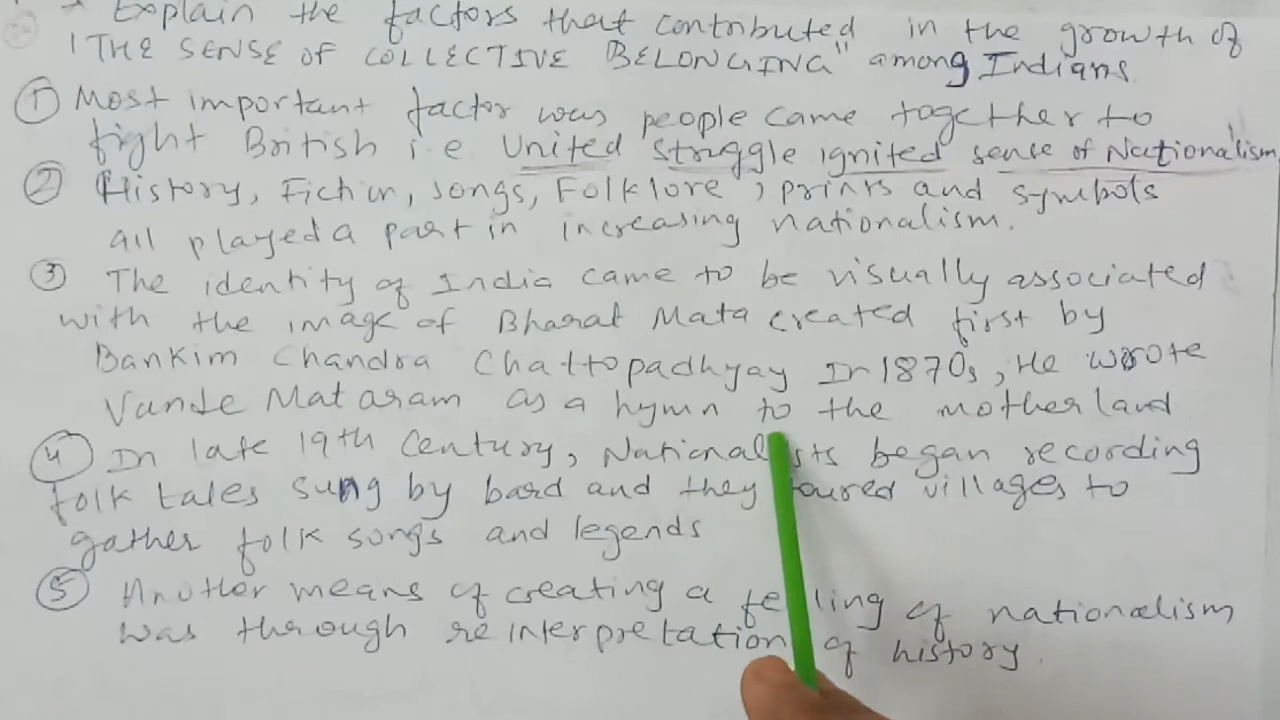 Explain the factors that contributed in the growth of
"THE SENSE OF COLLECTIVE BELONGING" among Indians
① Most important factor was people came together to
fight British i.e United struggle ignited sense of Nationalism
② History, Fiction, songs, Folklore, prints and symbols
all played a part in increasing nationalism.
③ The identity of India came to be visually associated
with the image of Bharat Mata created first by
Bankim Chandra Chattopadhyay In 1870s, He wrote
Vande Mataram as a hymn to the motherland
④ In late 19th Century, Nationalists began recording
folk tales sung by bard and they toured villages to
gather folk songs and legends
⑤ Another means of creating a feeling of nationalism
was through reinterpretation of history.